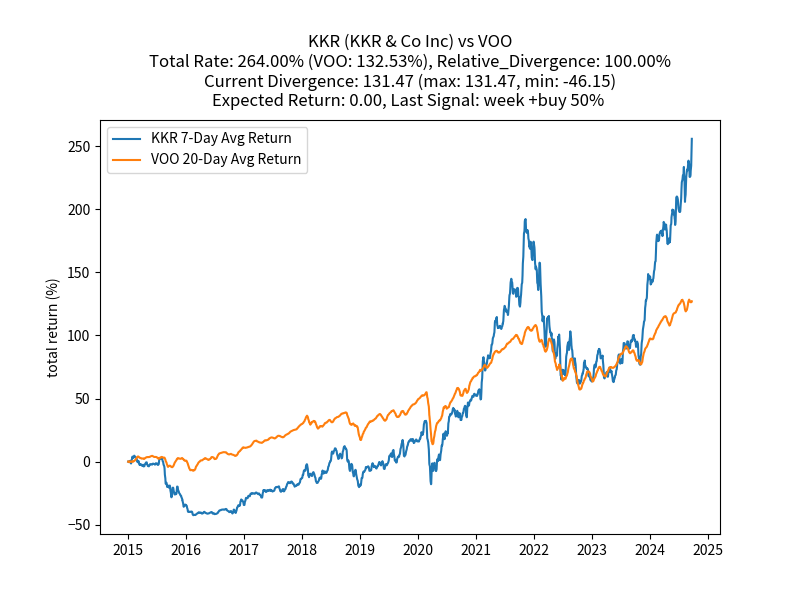 KKR (KKR & Co Inc) vs VOO
Total Rate: 264.00% (VOO: 132.53%), Relative_Divergence: 100.00%
Current Divergence: 131.47 (max: 131.47, min: -46.15)
Expected Return: 0.00, Last Signal: week +buy 50%
KKR 7-Day Avg Return
VOO 20-Day Avg Return
total return (%)
250
200
150
100
50
0
−50
2015 2016 2017 2018 2019 2020 2021 2022 2023 2024 2025